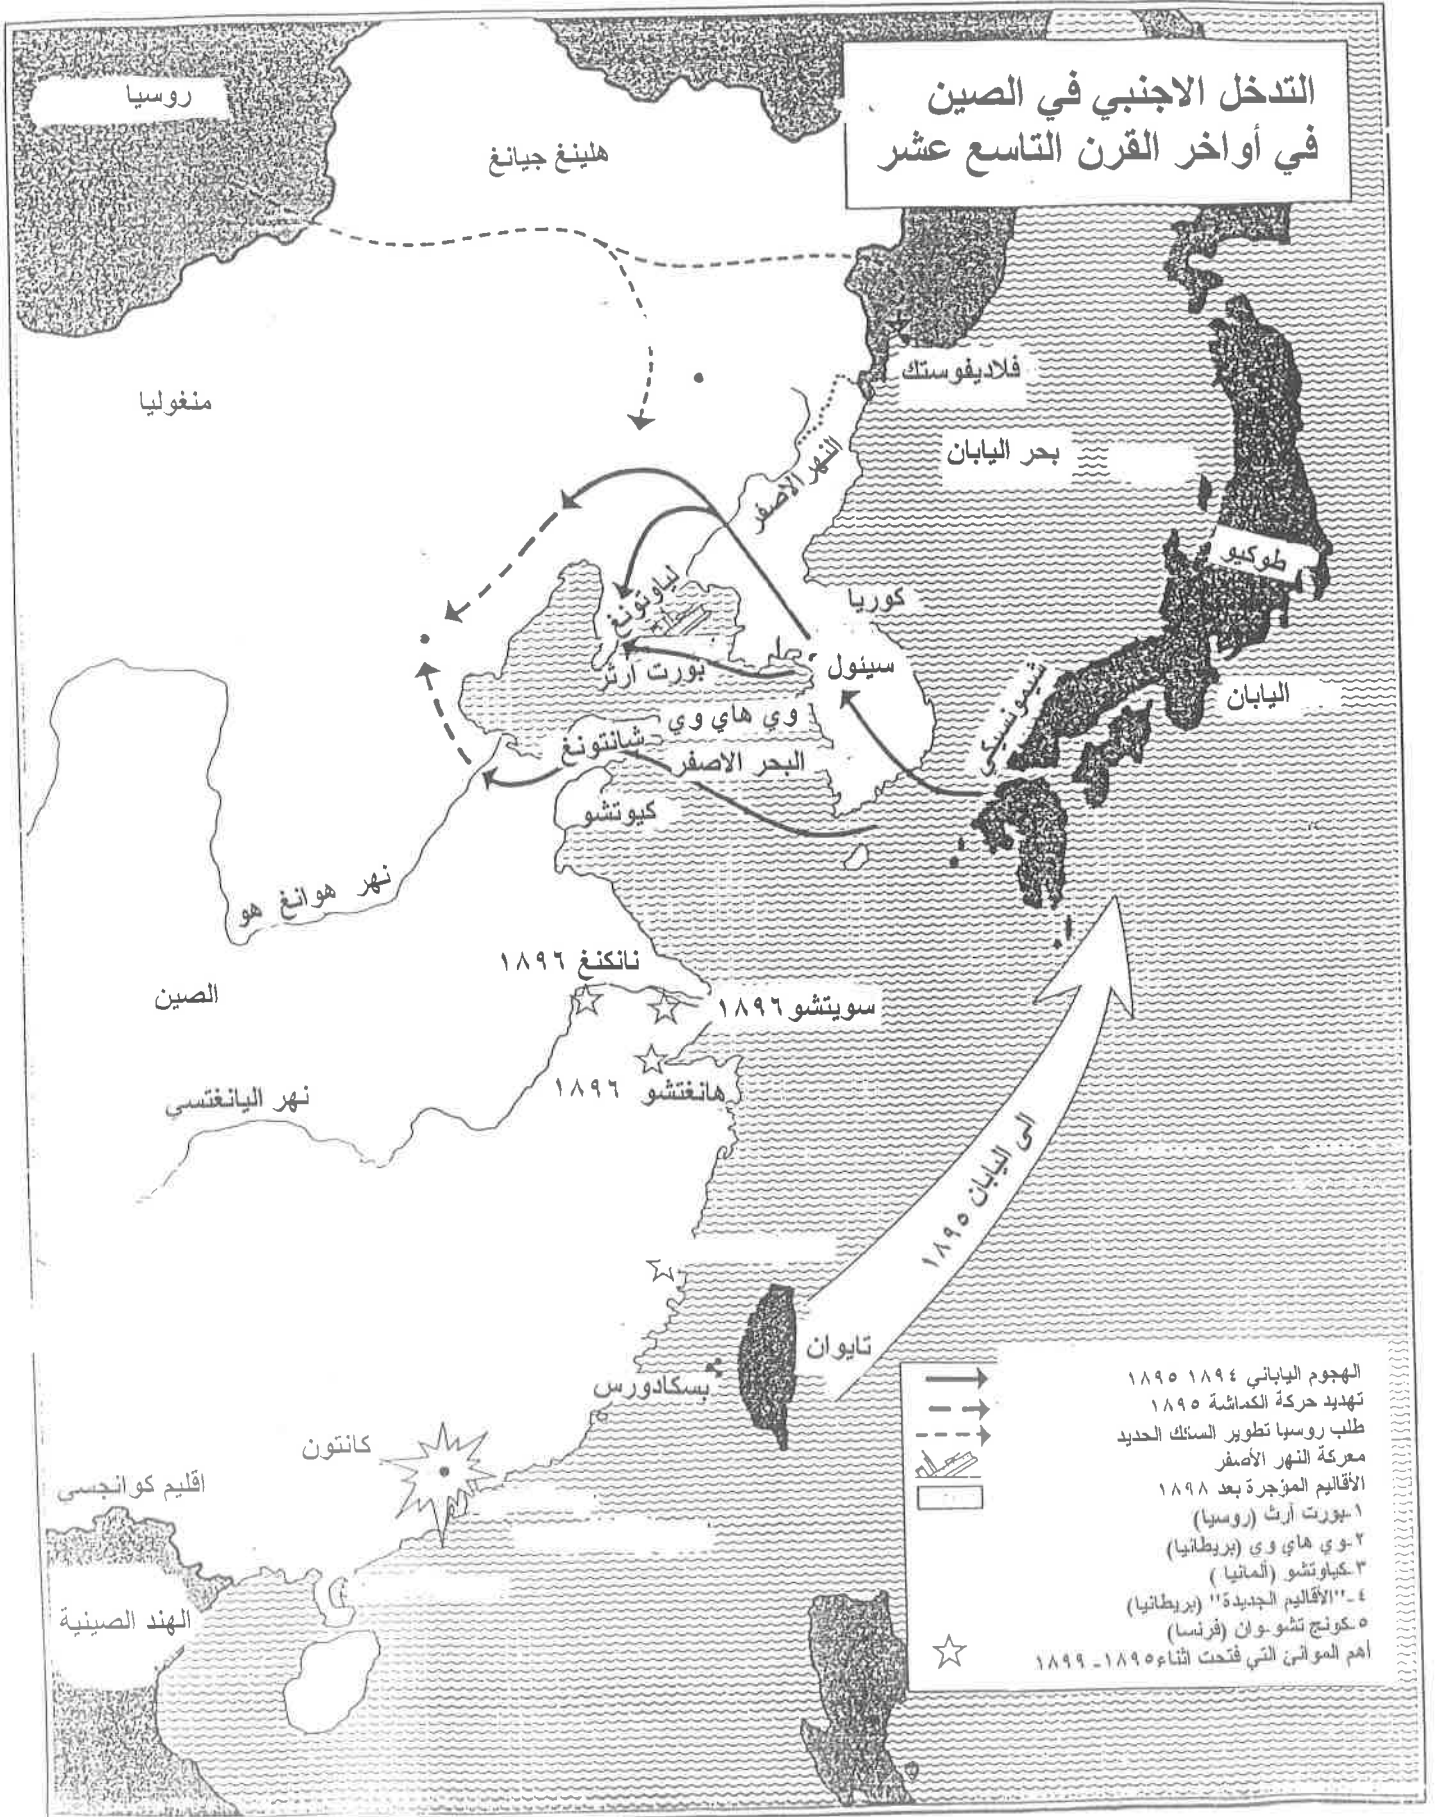 التدخل الاجنبي في الصين
في أواخر القرن التاسع عشر
روسيا
هلينغ جيانغ
منغوليا
فلاديفوستك
بحر اليابان
النهر الاصفر
طوكيو
كوريا
لياوتونغ
سيئول
بورت ارثر
شيمونسيكي
اليابان
وي هاي وي
شانتونغ
البحر الاصفر
كيوتشو
نهر هوانغ هو
نانكنغ ١٨٩٦
الصين
سويتشو ١٨٩٦
هانغتشو ١٨٩٦
نهر اليانغتسي
الى اليابان ١٨٩٥
تايوان
بسكادورس
كانتون
اقليم كوانجسي
الهند الصينية
الهجوم الياباني ١٨٩٤ ١٨٩٥
تهديد حركة الكماشة ١٨٩٥
طلب روسيا تطوير السكك الحديد
معركة النهر الأصفر
الأقاليم المؤجرة بعد ١٨٩٨
١-بورت أرث (روسيا)
٢-وي هاي وي (بريطانيا)
٣-كياوتشو (ألمانيا )
٤-"الأقاليم الجديدة" (بريطانيا)
٥-كونج تشو-وان (فرنسا)
أهم الموانئ التي فتحت اثناء ١٨٩٥-١٨٩٩